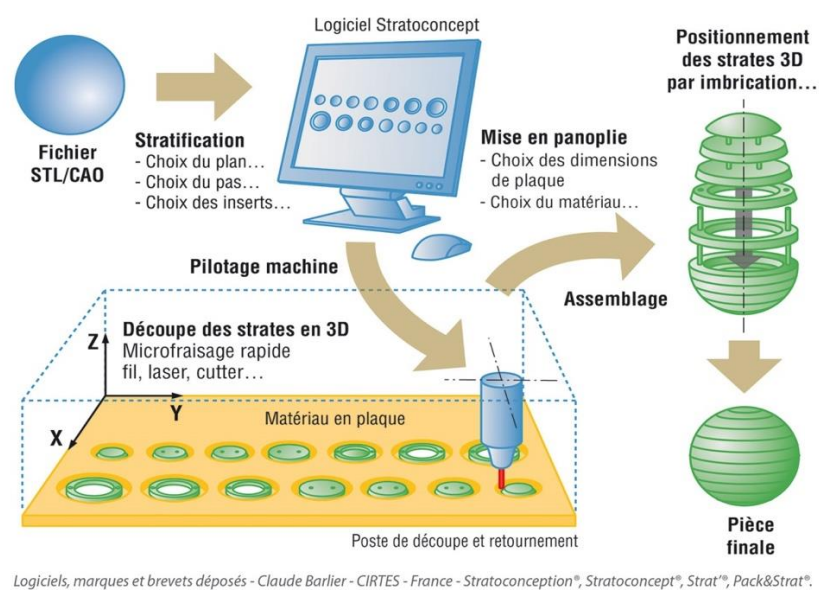 Logiciel Stratoconcept
Fichier
STL/CAO
Stratification
- Choix du plan…
- Choix du pas…
- Choix des inserts…
Mise en panoplie
- Choix des dimensions
de plaque
- Choix du matériau…
Positionnement
des strates 3D
par imbrication…
Pilotage machine
Assemblage
Découpe des strates en 3D
Microfraisage rapide
fil, laser, cutter…
Z
Y
X
Matériau en plaque
Poste de découpe et retournement
Pièce
finale
Logiciels, marques et brevets déposés - Claude Barlier - CIRTES - France - Stratoconception®, Stratoconcept®, Strat'®, Pack&Strat®.